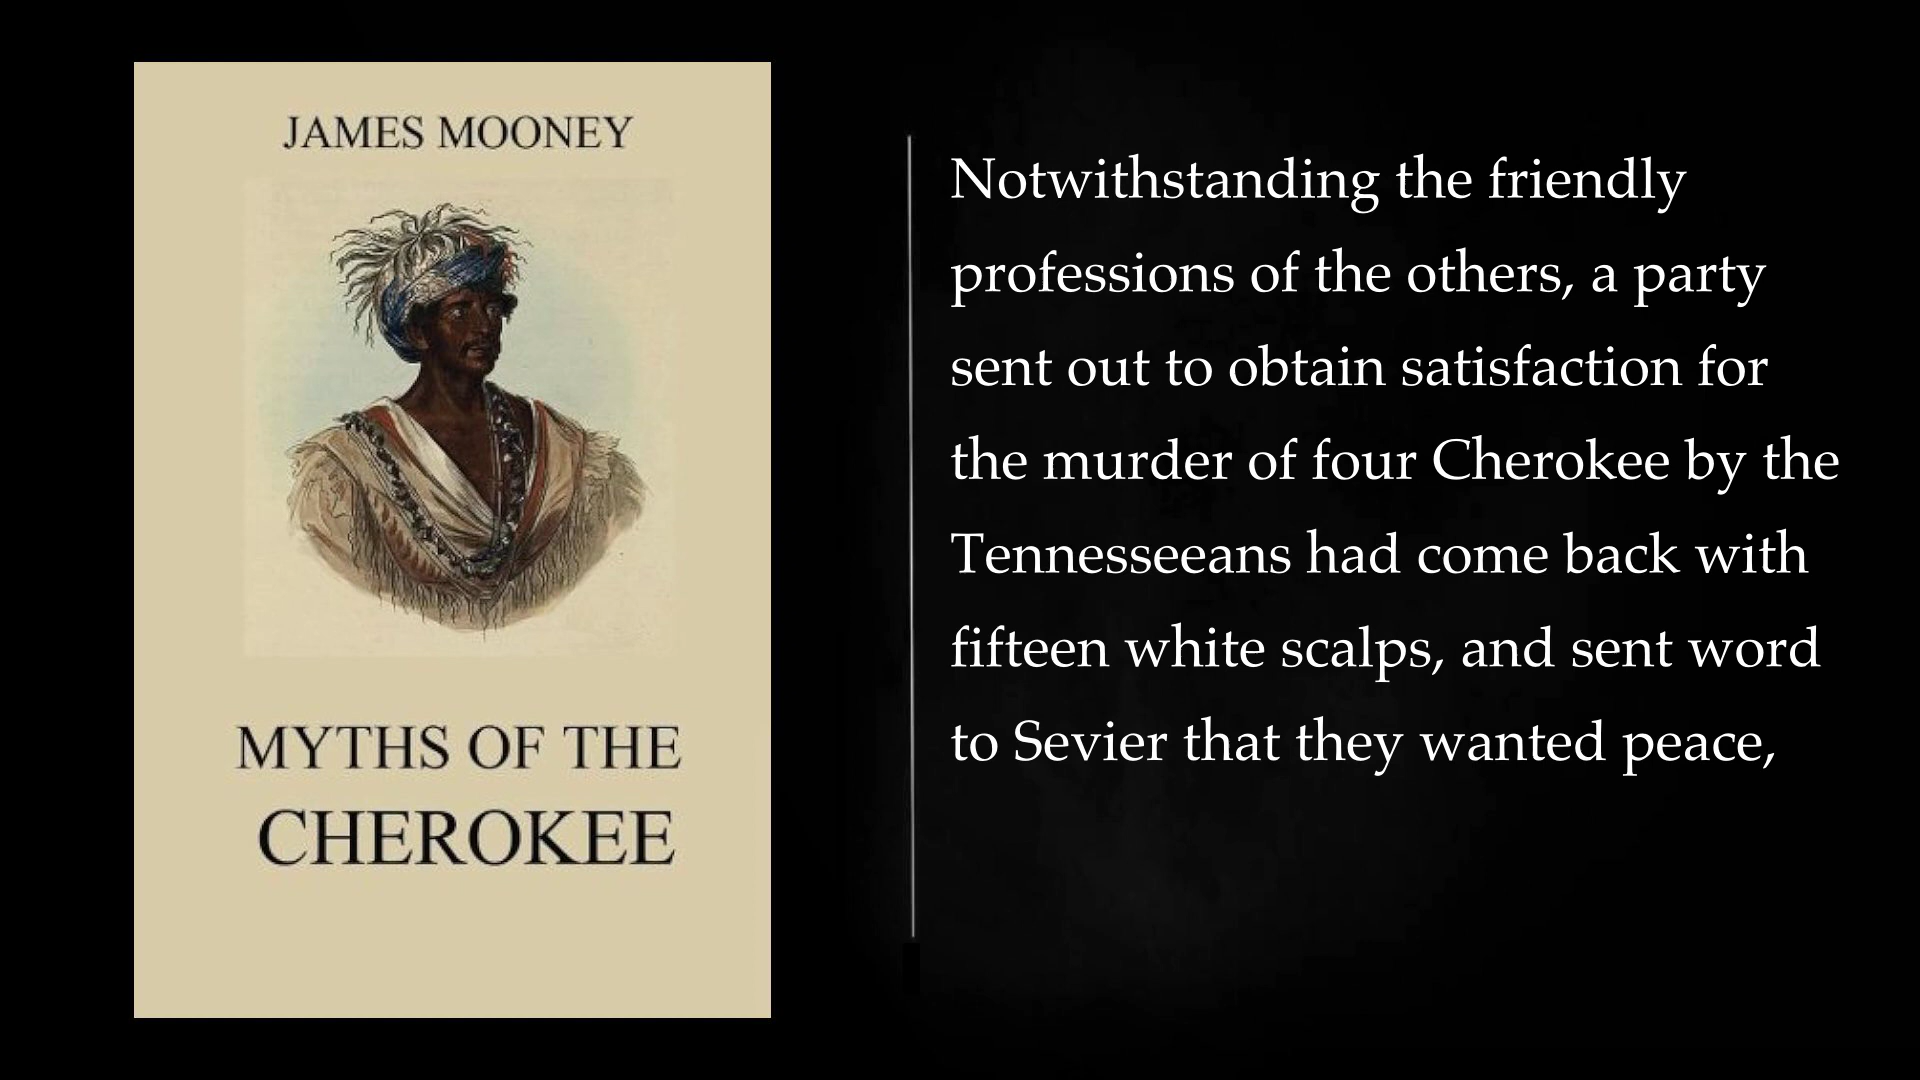 JAMES MOONEY
MYTHS OF THE
CHEROKEE
Notwithstanding the friendly
professions of the others, a party
sent out to obtain satisfaction for
the murder of four Cherokee by the
Tennesseeans had come back with
fifteen white scalps, and sent word
to Sevier that they wanted peace,